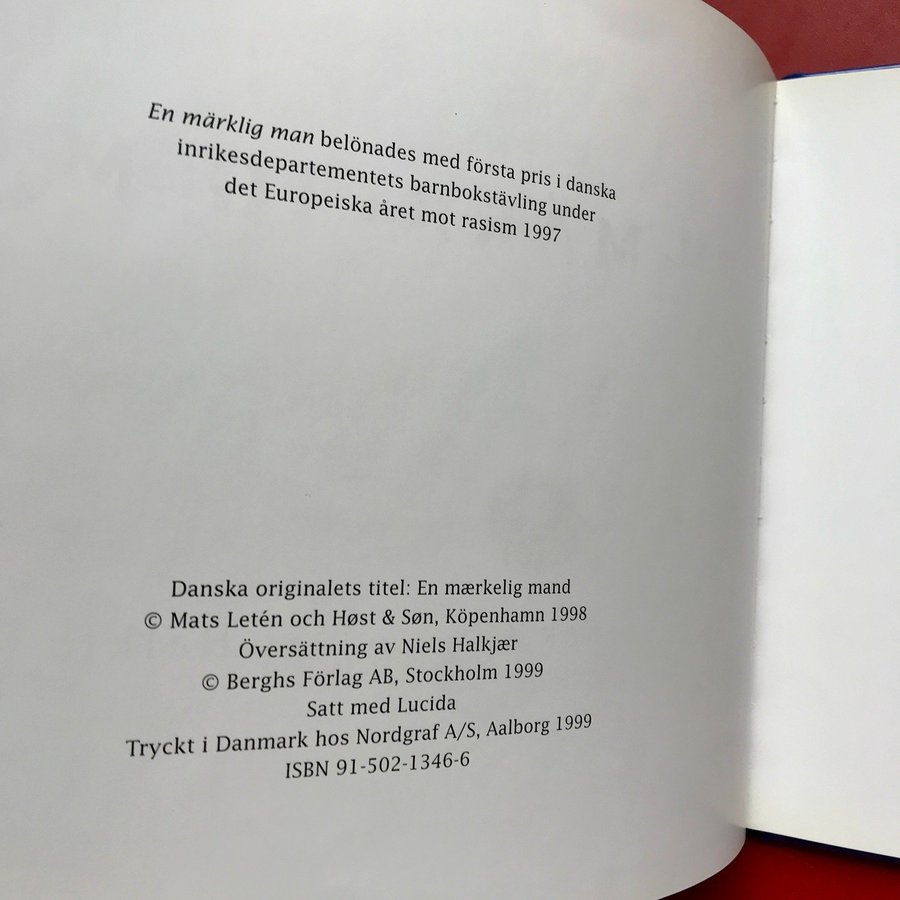 En märklig man belönades med första pris i danska
inrikesdepartementets barnbokstävling under
det Europeiska året mot rasism 1997
Danska originalets titel: En mærkelig mand
© Mats Letén och Høst & Søn, Köpenhamn 1998
Översättning av Niels Halkjær
© Berghs Förlag AB, Stockholm 1999
Satt med Lucida
Tryckt i Danmark hos Nordgraf A/S, Aalborg 1999
ISBN 91-502-1346-6